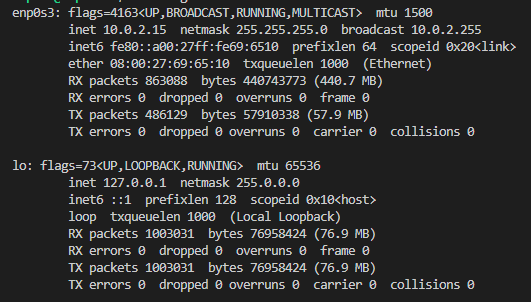 enp0s3: flags=4163<UP,BROADCAST,RUNNING,MULTICAST>  mtu 1500
        inet 10.0.2.15  netmask 255.255.255.0  broadcast 10.0.2.255
        inet6 fe80::a00:27ff:fe69:6510  prefixlen 64  scopeid 0x20<link>
        ether 08:00:27:69:65:10  txqueuelen 1000  (Ethernet)
        RX packets 863088  bytes 440743773 (440.7 MB)
        RX errors 0  dropped 0  overruns 0  frame 0
        TX packets 486129  bytes 57910338 (57.9 MB)
        TX errors 0  dropped 0 overruns 0  carrier 0  collisions 0

lo: flags=73<UP,LOOPBACK,RUNNING>  mtu 65536
        inet 127.0.0.1  netmask 255.0.0.0
        inet6 ::1  prefixlen 128  scopeid 0x10<host>
        loop  txqueuelen 1000  (Local Loopback)
        RX packets 1003031  bytes 76958424 (76.9 MB)
        RX errors 0  dropped 0  overruns 0  frame 0
        TX packets 1003031  bytes 76958424 (76.9 MB)
        TX errors 0  dropped 0 overruns 0  carrier 0  collisions 0